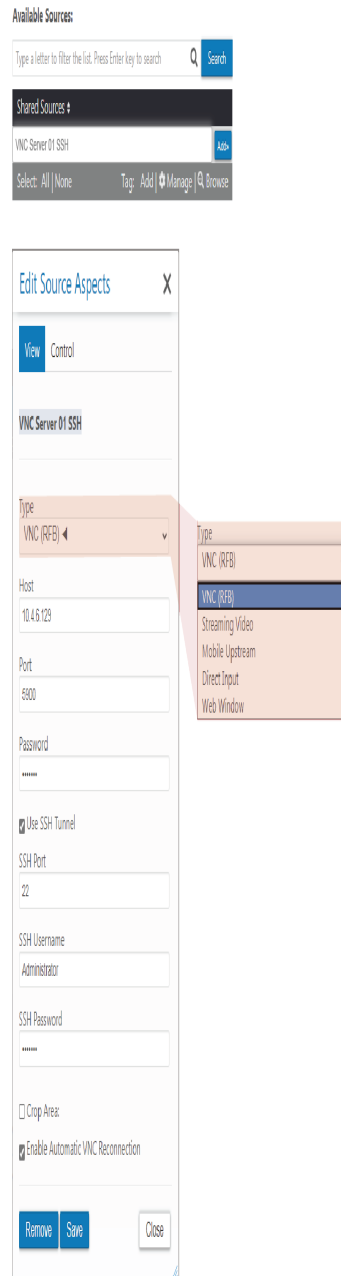 Available Sources:
Type a letter to filter the list. Press Enter key to search
Search
Shared Sources
VNC Server 01 SSH
Add»
Select: All | None Tag: Add | Manage | Browse
Edit Source Aspects X
View Control
VNC Server 01 SSH
Type
VNC (RFB)
Type
VNC (RFB)
VNC (RFB)
Streaming Video
Mobile Upstream
Direct Input
Web Window
Host
10.4.6.129
Port
5900
Password
•••••••
Use SSH Tunnel
SSH Port
22
SSH Username
Administrator
SSH Password
•••••••
Crop Area:
Enable Automatic VNC Reconnection
Remove Save Close